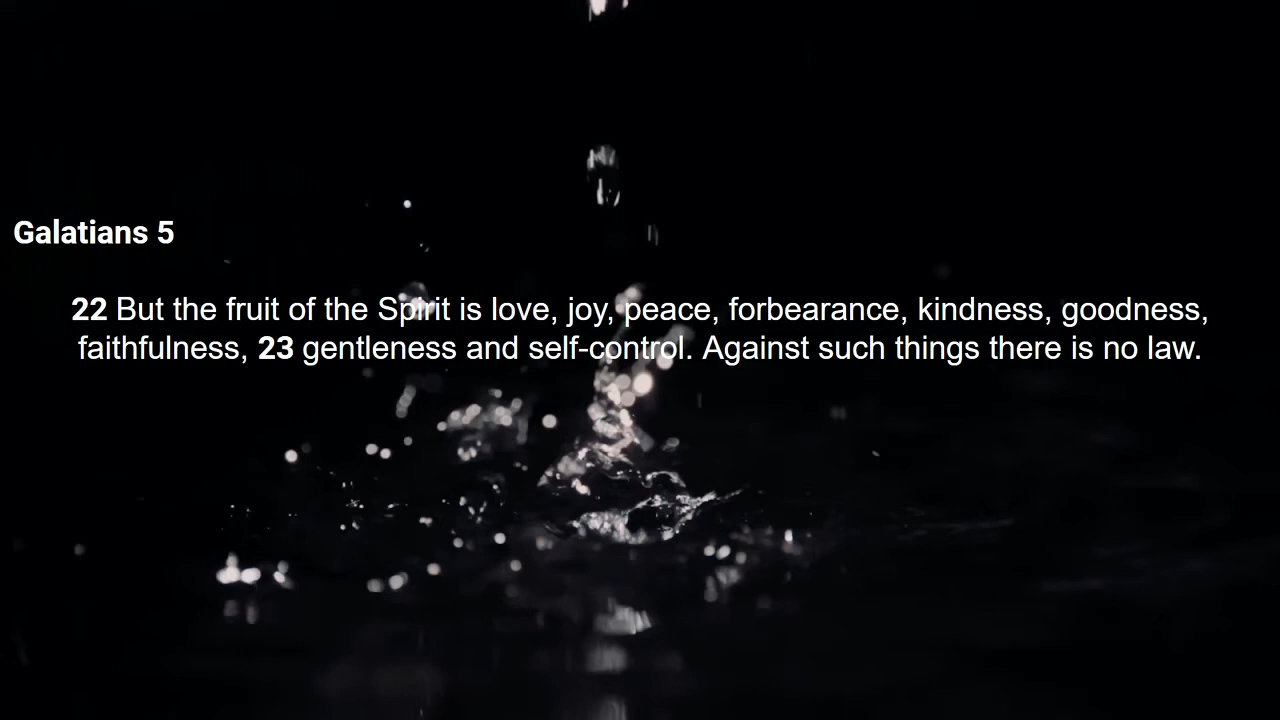 Galatians 5
22 But the fruit of the Spirit is love, joy, peace, forbearance, kindness, goodness,
faithfulness, 23 gentleness and self-control. Against such things there is no law.